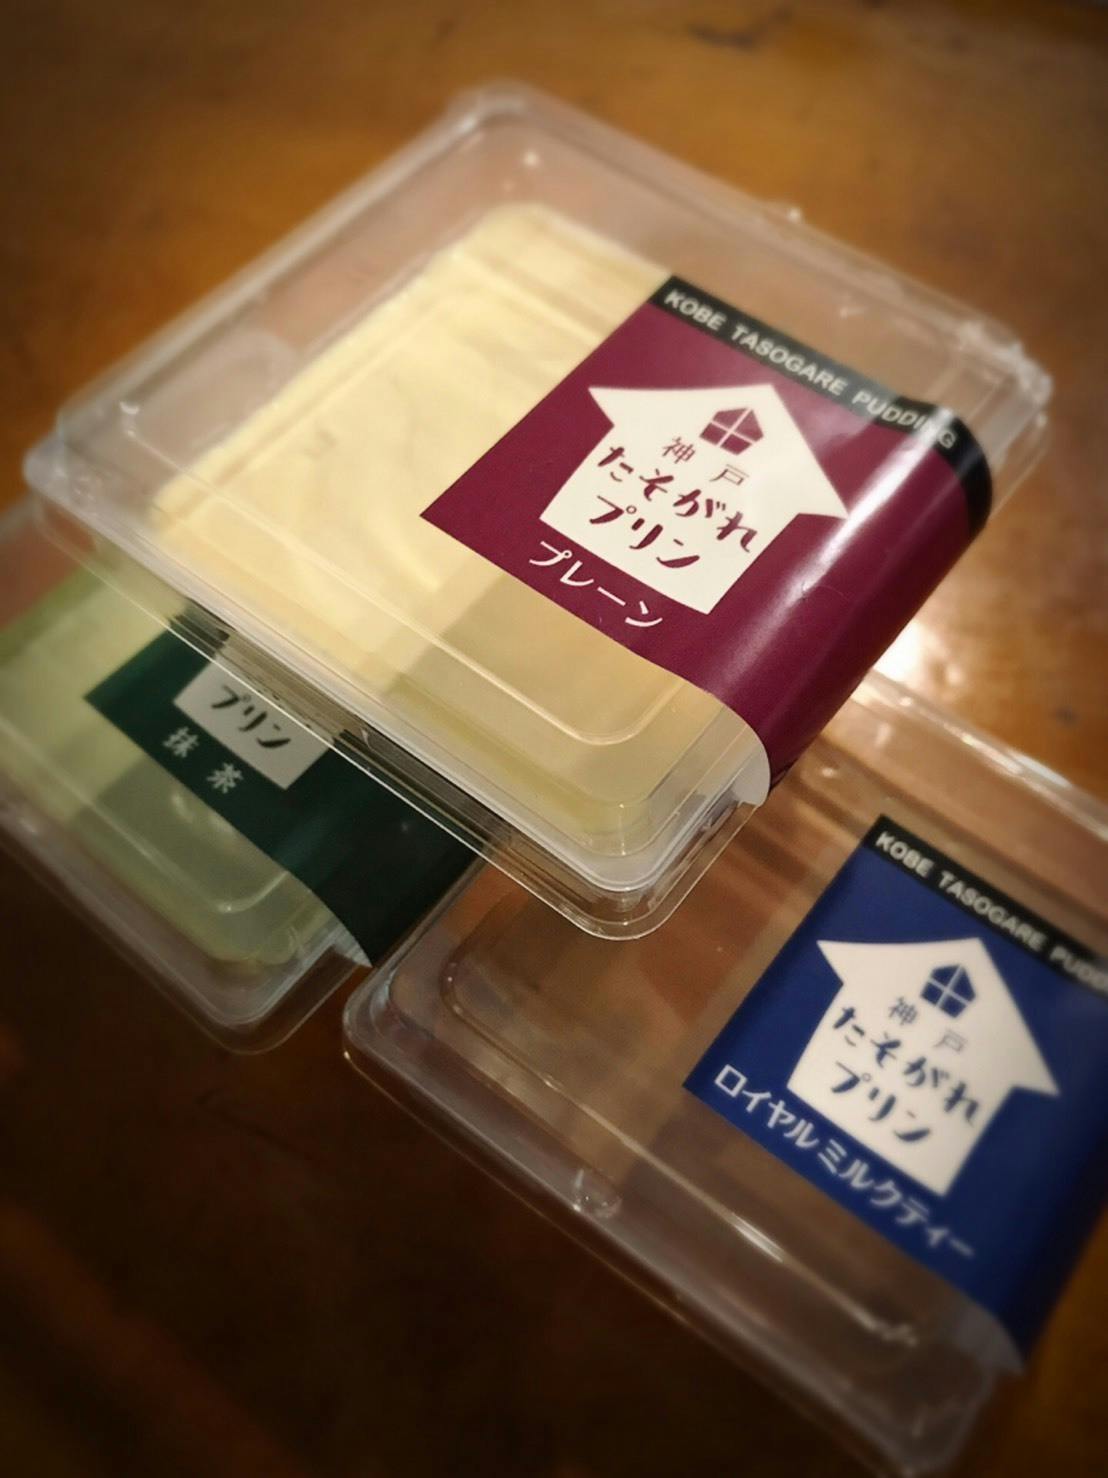 KOBE TASOGARE PUDDING
神戸
たそがれ
プリン
プレーン
プリン
抹茶
KOBE TASOGARE PUDD
神戸
たそがれ
プリン
ロイヤルミルクティー